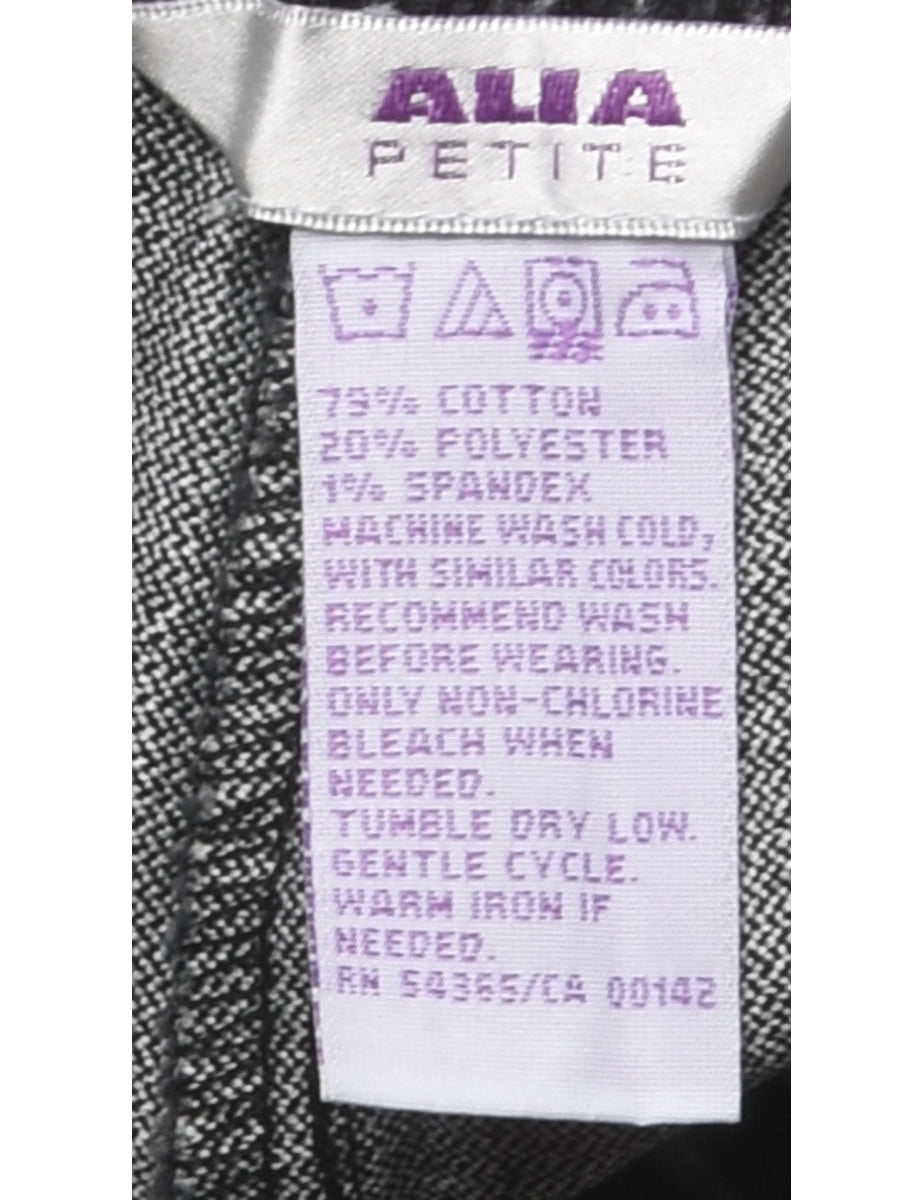 ALIA
PETITE
79% COTTON
20% POLYESTER
1% SPANDEX
MACHINE WASH COLD,
WITH SIMILAR COLORS.
RECOMMEND WASH
BEFORE WEARING.
ONLY NON-CHLORINE
BLEACH WHEN
NEEDED.
TUMBLE DRY LOW.
GENTLE CYCLE.
WARM IRON IF
NEEDED.
RN 54365/CA 00142